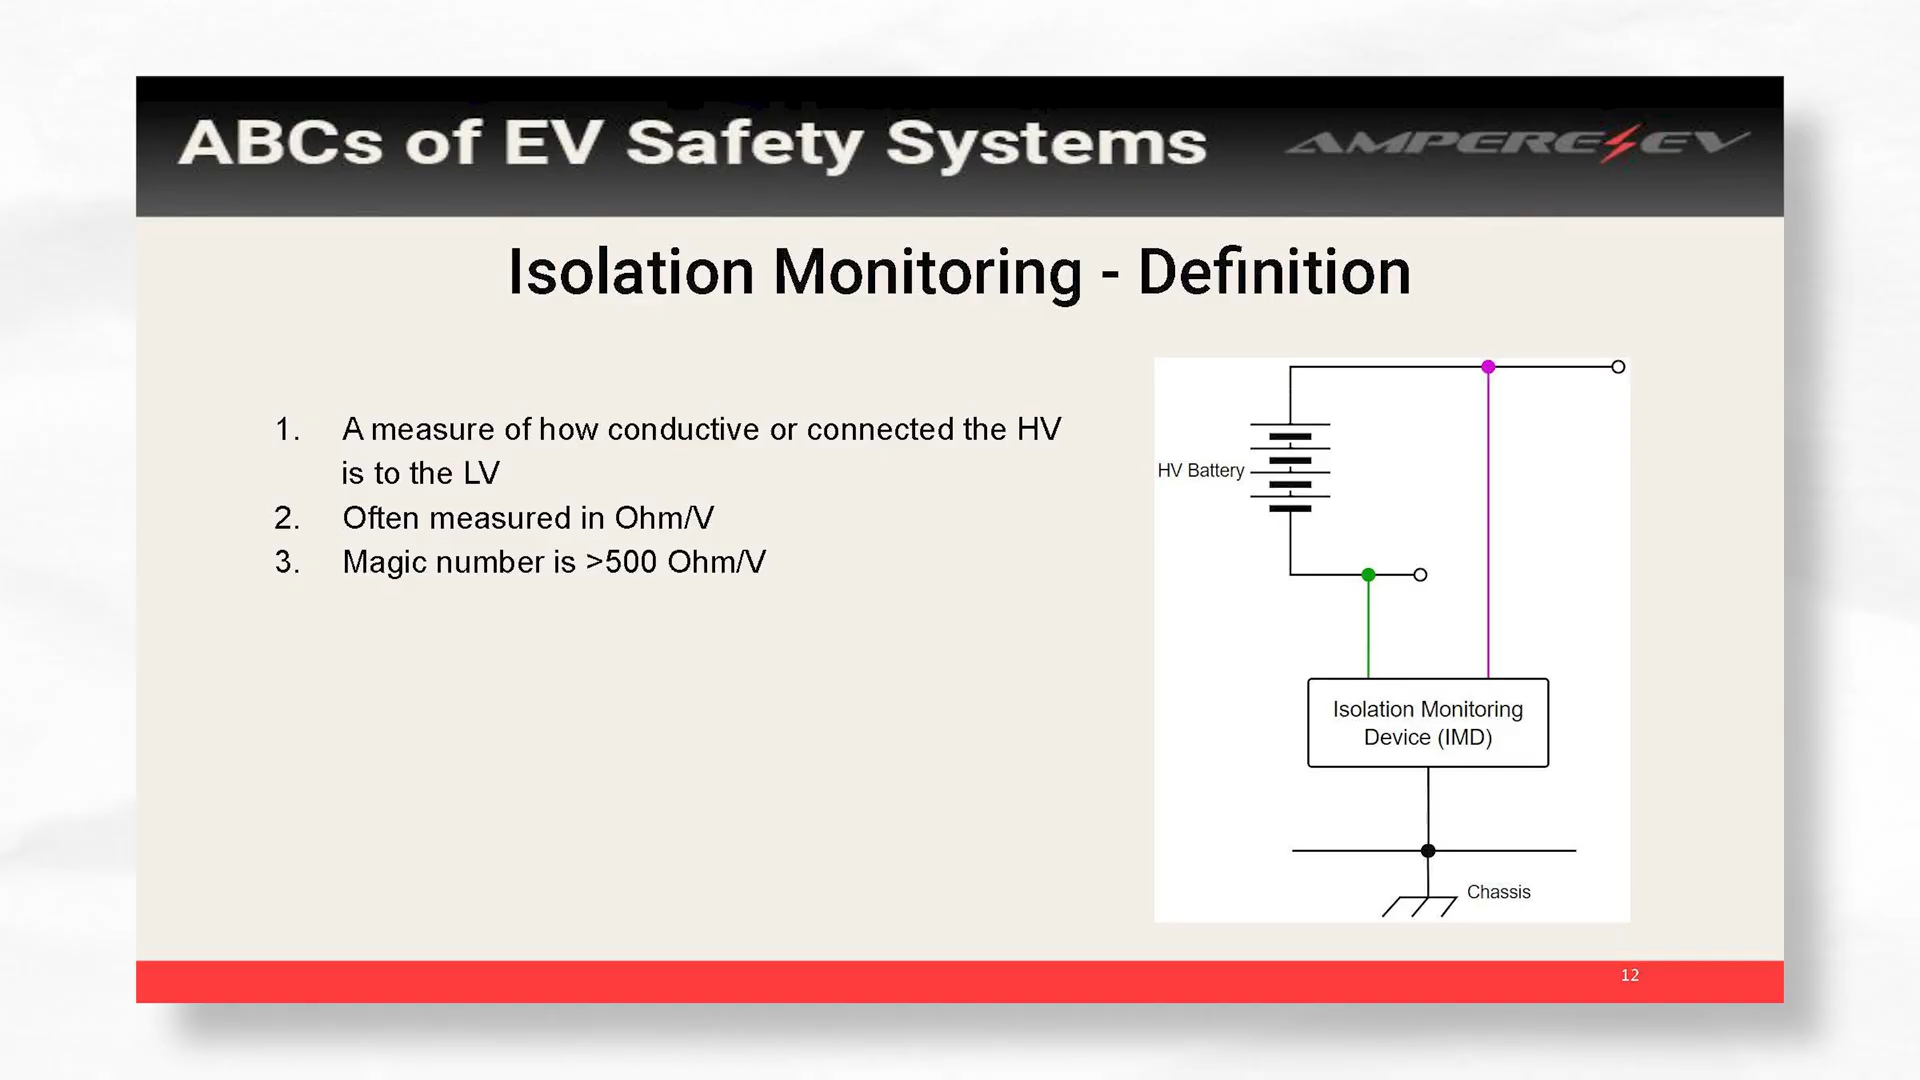 ABCs of EV Safety Systems
AMPERE EV
Isolation Monitoring - Definition
1. A measure of how conductive or connected the HV
is to the LV
2. Often measured in Ohm/V
3. Magic number is >500 Ohm/V
HV Battery
Isolation Monitoring
Device (IMD)
Chassis
12